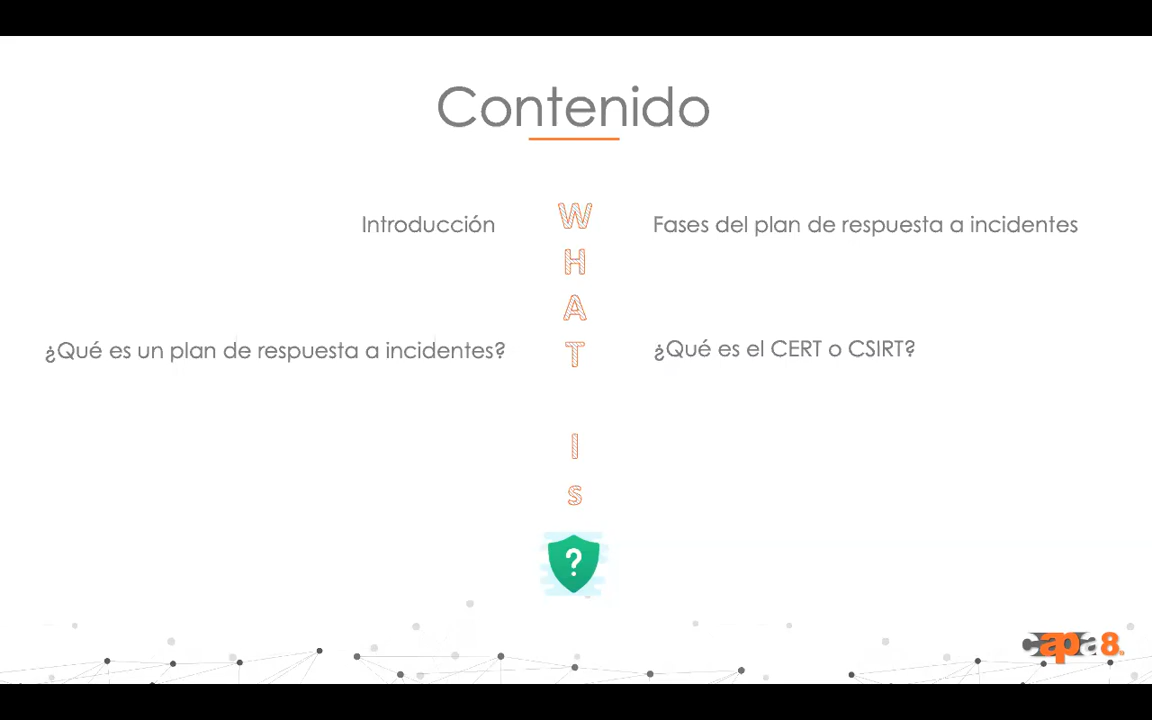 Contenido
Introducción
¿Qué es un plan de respuesta a incidentes?
W
H
A
T
I
s
?
Fases del plan de respuesta a incidentes
¿Qué es el CERT o CSIRT?
capa8®